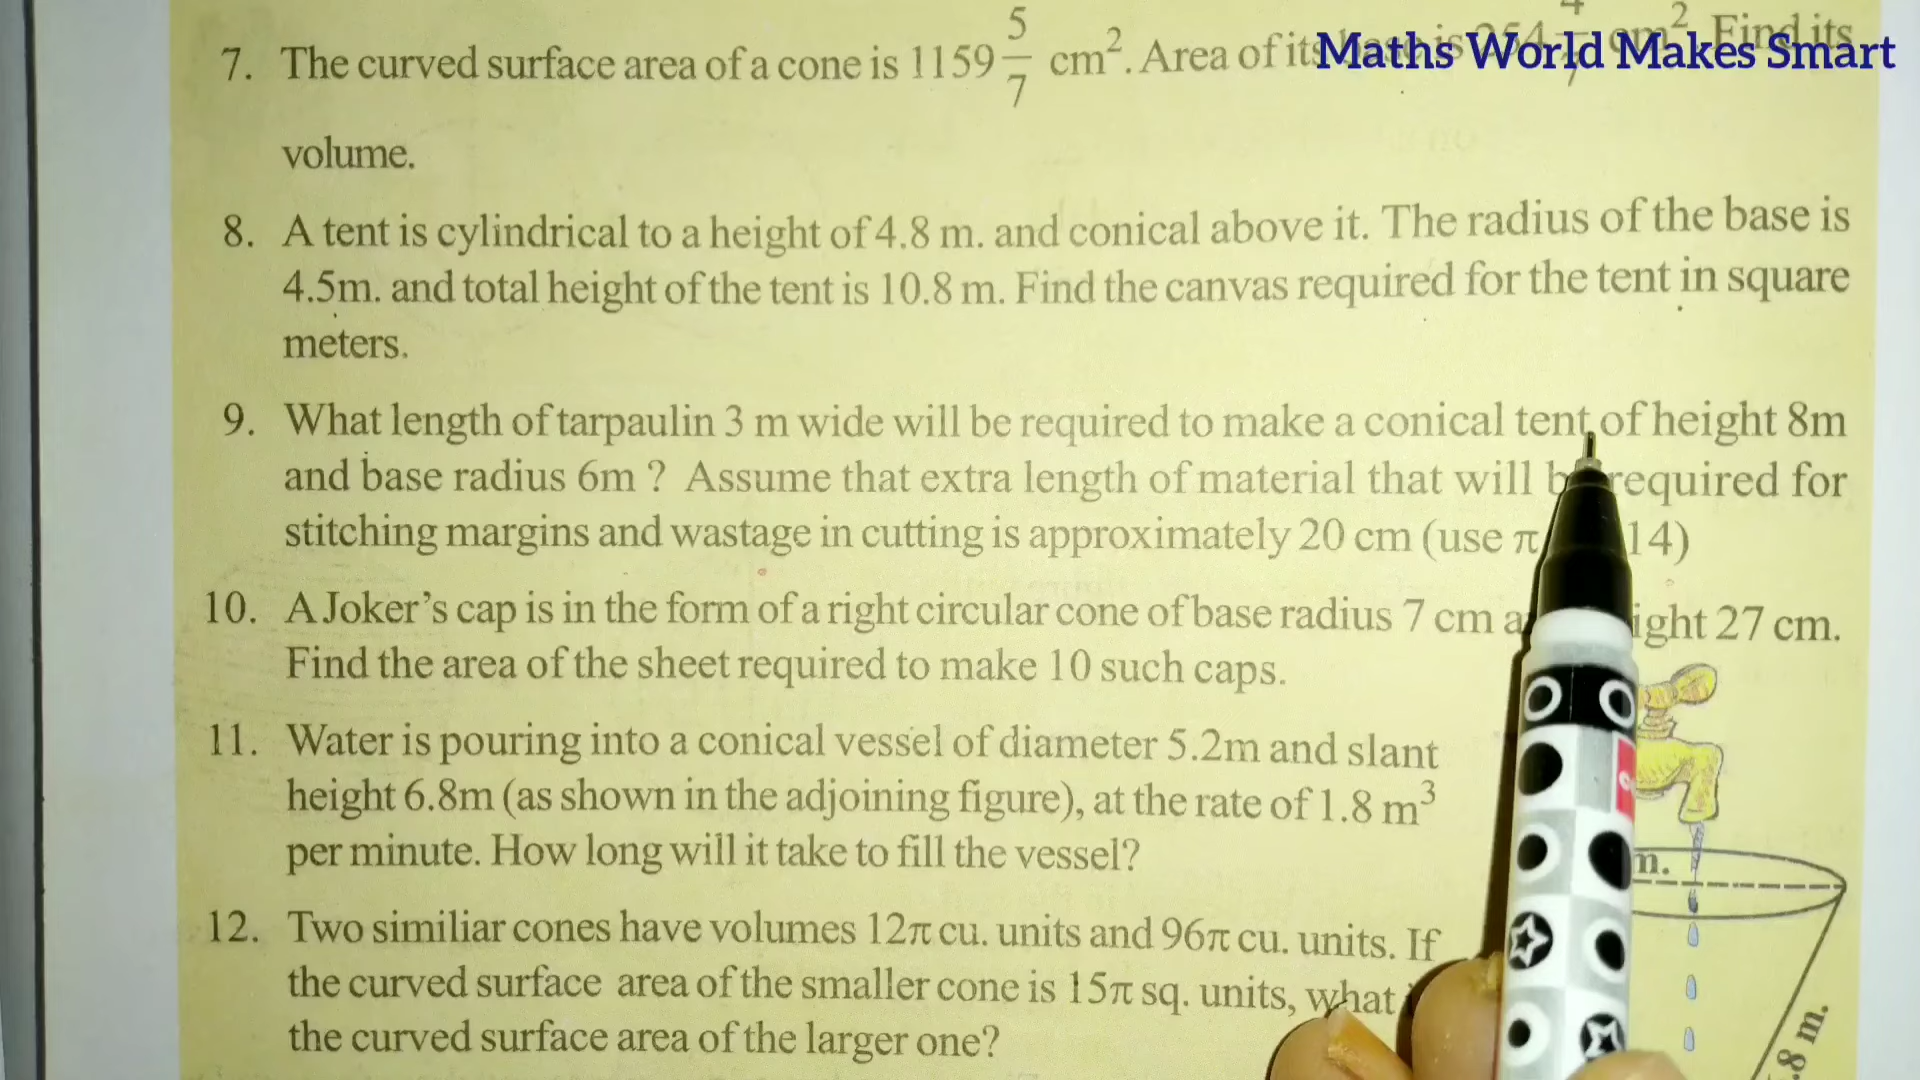 7. The curved surface area of a cone is 1159 5/7 cm². Area of its Maths World Makes Smart
volume.
8. A tent is cylindrical to a height of 4.8 m. and conical above it. The radius of the base is
4.5m. and total height of the tent is 10.8 m. Find the canvas required for the tent in square
meters.
9. What length of tarpaulin 3 m wide will be required to make a conical tent of height 8m
and base radius 6m ? Assume that extra length of material that will required for
stitching margins and wastage in cutting is approximately 20 cm (use π 14)
10. A Joker's cap is in the form of a right circular cone of base radius 7 cm 27 cm.
Find the area of the sheet required to make 10 such caps.
11. Water is pouring into a conical vessel of diameter 5.2m and slant
height 6.8m (as shown in the adjoining figure), at the rate of 1.8 m³
per minute. How long will it take to fill the vessel?
m.
12. Two similiar cones have volumes 12π cu. units and 96π cu. units. If
the curved surface area of the smaller cone is 15π sq. units, what
the curved surface area of the larger one?
.8 m.